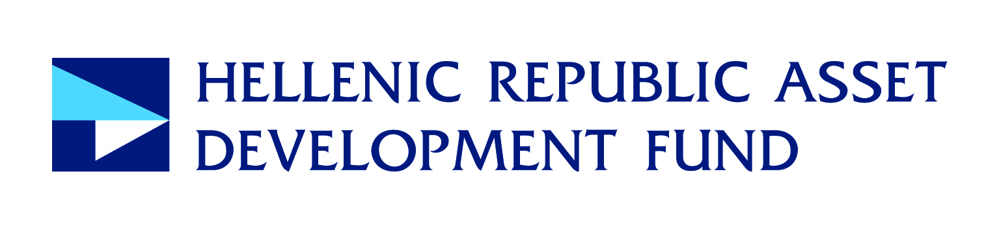 HELLENIC REPUBLIC ASSET
DEVELOPMENT FUND